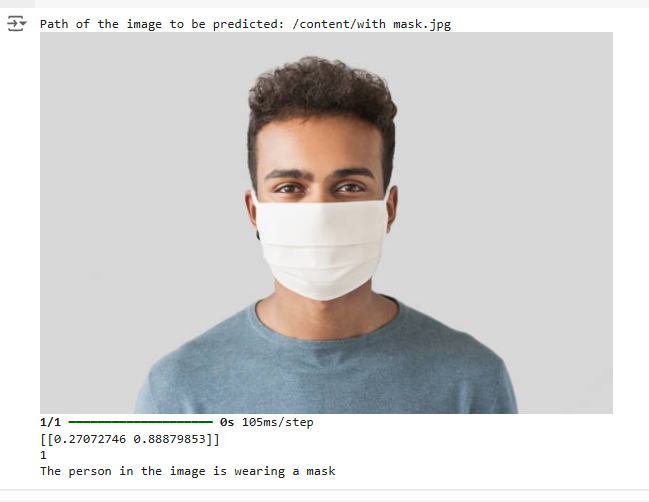 Path of the image to be predicted: /content/with mask.jpg
1/1 ━━━━━━━━━━━━━━━━━━━━ 0s 105ms/step
[[0.27072746 0.88879853]]
1
The person in the image is wearing a mask